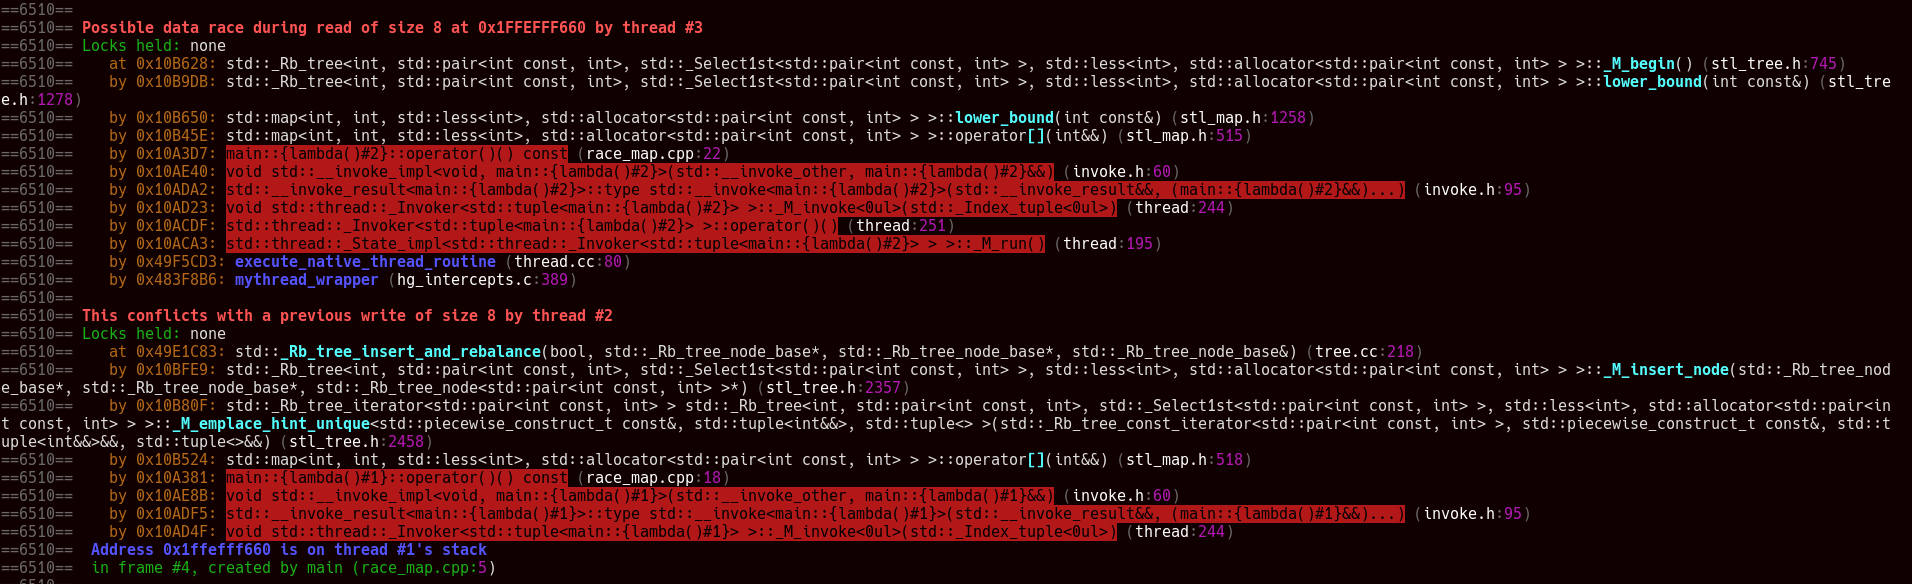 ==6510==
==6510== Possible data race during read of size 8 at 0x1FFEFFF660 by thread #3
==6510== Locks held: none
==6510==    at 0x10B628: std::_Rb_tree<int, std::pair<int const, int>, std::_Select1st<std::pair<int const, int> >, std::less<int>, std::allocator<std::pair<int const, int> > >::_M_begin() (stl_tree.h:745)
==6510==    by 0x10B9DB: std::_Rb_tree<int, std::pair<int const, int>, std::_Select1st<std::pair<int const, int> >, std::less<int>, std::allocator<std::pair<int const, int> > >::lower_bound(int const&) (stl_tre
e.h:1278)
==6510==    by 0x10B650: std::map<int, int, std::less<int>, std::allocator<std::pair<int const, int> > >::lower_bound(int const&) (stl_map.h:1258)
==6510==    by 0x10B45E: std::map<int, int, std::less<int>, std::allocator<std::pair<int const, int> > >::operator[](int&&) (stl_map.h:515)
==6510==    by 0x10A3D7: main::{lambda()#2}::operator()() const (race_map.cpp:22)
==6510==    by 0x10AE40: void std::__invoke_impl<void, main::{lambda()#2}>(std::__invoke_other, main::{lambda()#2}&&) (invoke.h:60)
==6510==    by 0x10ADA2: std::__invoke_result<main::{lambda()#2}>::type std::__invoke<main::{lambda()#2}>(std::__invoke_result&&, (main::{lambda()#2}&&)...) (invoke.h:95)
==6510==    by 0x10AD23: void std::thread::_Invoker<std::tuple<main::{lambda()#2}> >::_M_invoke<0ul>(std::_Index_tuple<0ul>) (thread:244)
==6510==    by 0x10ACDF: std::thread::_Invoker<std::tuple<main::{lambda()#2}> >::operator()() (thread:251)
==6510==    by 0x10ACA3: std::thread::_State_impl<std::thread::_Invoker<std::tuple<main::{lambda()#2}> > >::_M_run() (thread:195)
==6510==    by 0x49F5CD3: execute_native_thread_routine (thread.cc:80)
==6510==    by 0x483F8B6: mythread_wrapper (hg_intercepts.c:389)
==6510==
==6510== This conflicts with a previous write of size 8 by thread #2
==6510== Locks held: none
==6510==    at 0x49E1C83: std::_Rb_tree_insert_and_rebalance(bool, std::_Rb_tree_node_base*, std::_Rb_tree_node_base*, std::_Rb_tree_node_base&) (tree.cc:218)
==6510==    by 0x10BFE9: std::_Rb_tree<int, std::pair<int const, int>, std::_Select1st<std::pair<int const, int> >, std::less<int>, std::allocator<std::pair<int const, int> > >::_M_insert_node(std::_Rb_tree_nod
e_base*, std::_Rb_tree_node_base*, std::_Rb_tree_node<std::pair<int const, int> >*) (stl_tree.h:2357)
==6510==    by 0x10B80F: std::_Rb_tree_iterator<std::pair<int const, int> > std::_Rb_tree<int, std::pair<int const, int>, std::_Select1st<std::pair<int const, int> >, std::less<int>, std::allocator<std::pair<in
t const, int> > >::_M_emplace_hint_unique<std::piecewise_construct_t const&, std::tuple<int&&>, std::tuple<> >(std::_Rb_tree_const_iterator<std::pair<int const, int> >, std::piecewise_construct_t const&, std::t
uple<int&&>&&, std::tuple<>&&) (stl_tree.h:2458)
==6510==    by 0x10B524: std::map<int, int, std::less<int>, std::allocator<std::pair<int const, int> > >::operator[](int&&) (stl_map.h:518)
==6510==    by 0x10A381: main::{lambda()#1}::operator()() const (race_map.cpp:18)
==6510==    by 0x10AE8B: void std::__invoke_impl<void, main::{lambda()#1}>(std::__invoke_other, main::{lambda()#1}&&) (invoke.h:60)
==6510==    by 0x10ADF5: std::__invoke_result<main::{lambda()#1}>::type std::__invoke<main::{lambda()#1}>(std::__invoke_result&&, (main::{lambda()#1}&&)...) (invoke.h:95)
==6510==    by 0x10AD4F: void std::thread::_Invoker<std::tuple<main::{lambda()#1}> >::_M_invoke<0ul>(std::_Index_tuple<0ul>) (thread:244)
==6510==  Address 0x1ffefff660 is on thread #1's stack
==6510==  in frame #4, created by main (race_map.cpp:5)